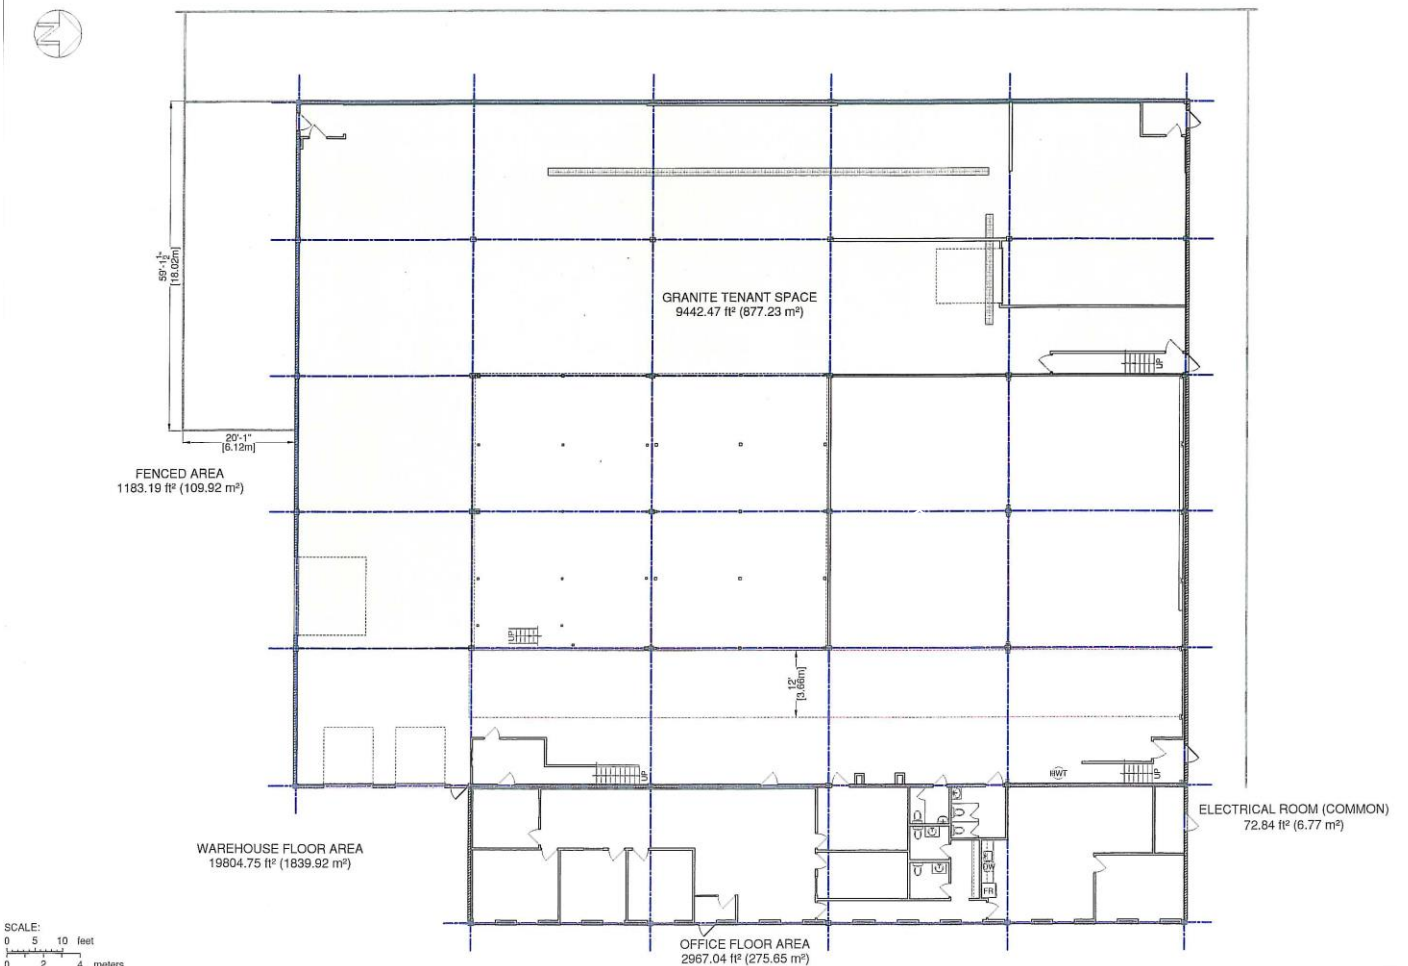 N
59'-1½"
[18.02m]
GRANITE TENANT SPACE
9442.47 ft² (877.23 m²)
UP
20'-1"
[6.12m]
FENCED AREA
1183.19 ft² (109.92 m²)
UP
12'
[3.66m]
UP
HWT
UP
ELECTRICAL ROOM (COMMON)
72.84 ft² (6.77 m²)
WAREHOUSE FLOOR AREA
19804.75 ft² (1839.92 m²)
DW
FR
OFFICE FLOOR AREA
2967.04 ft² (275.65 m²)
SCALE:
0 5 10 feet
0 2 4 meters